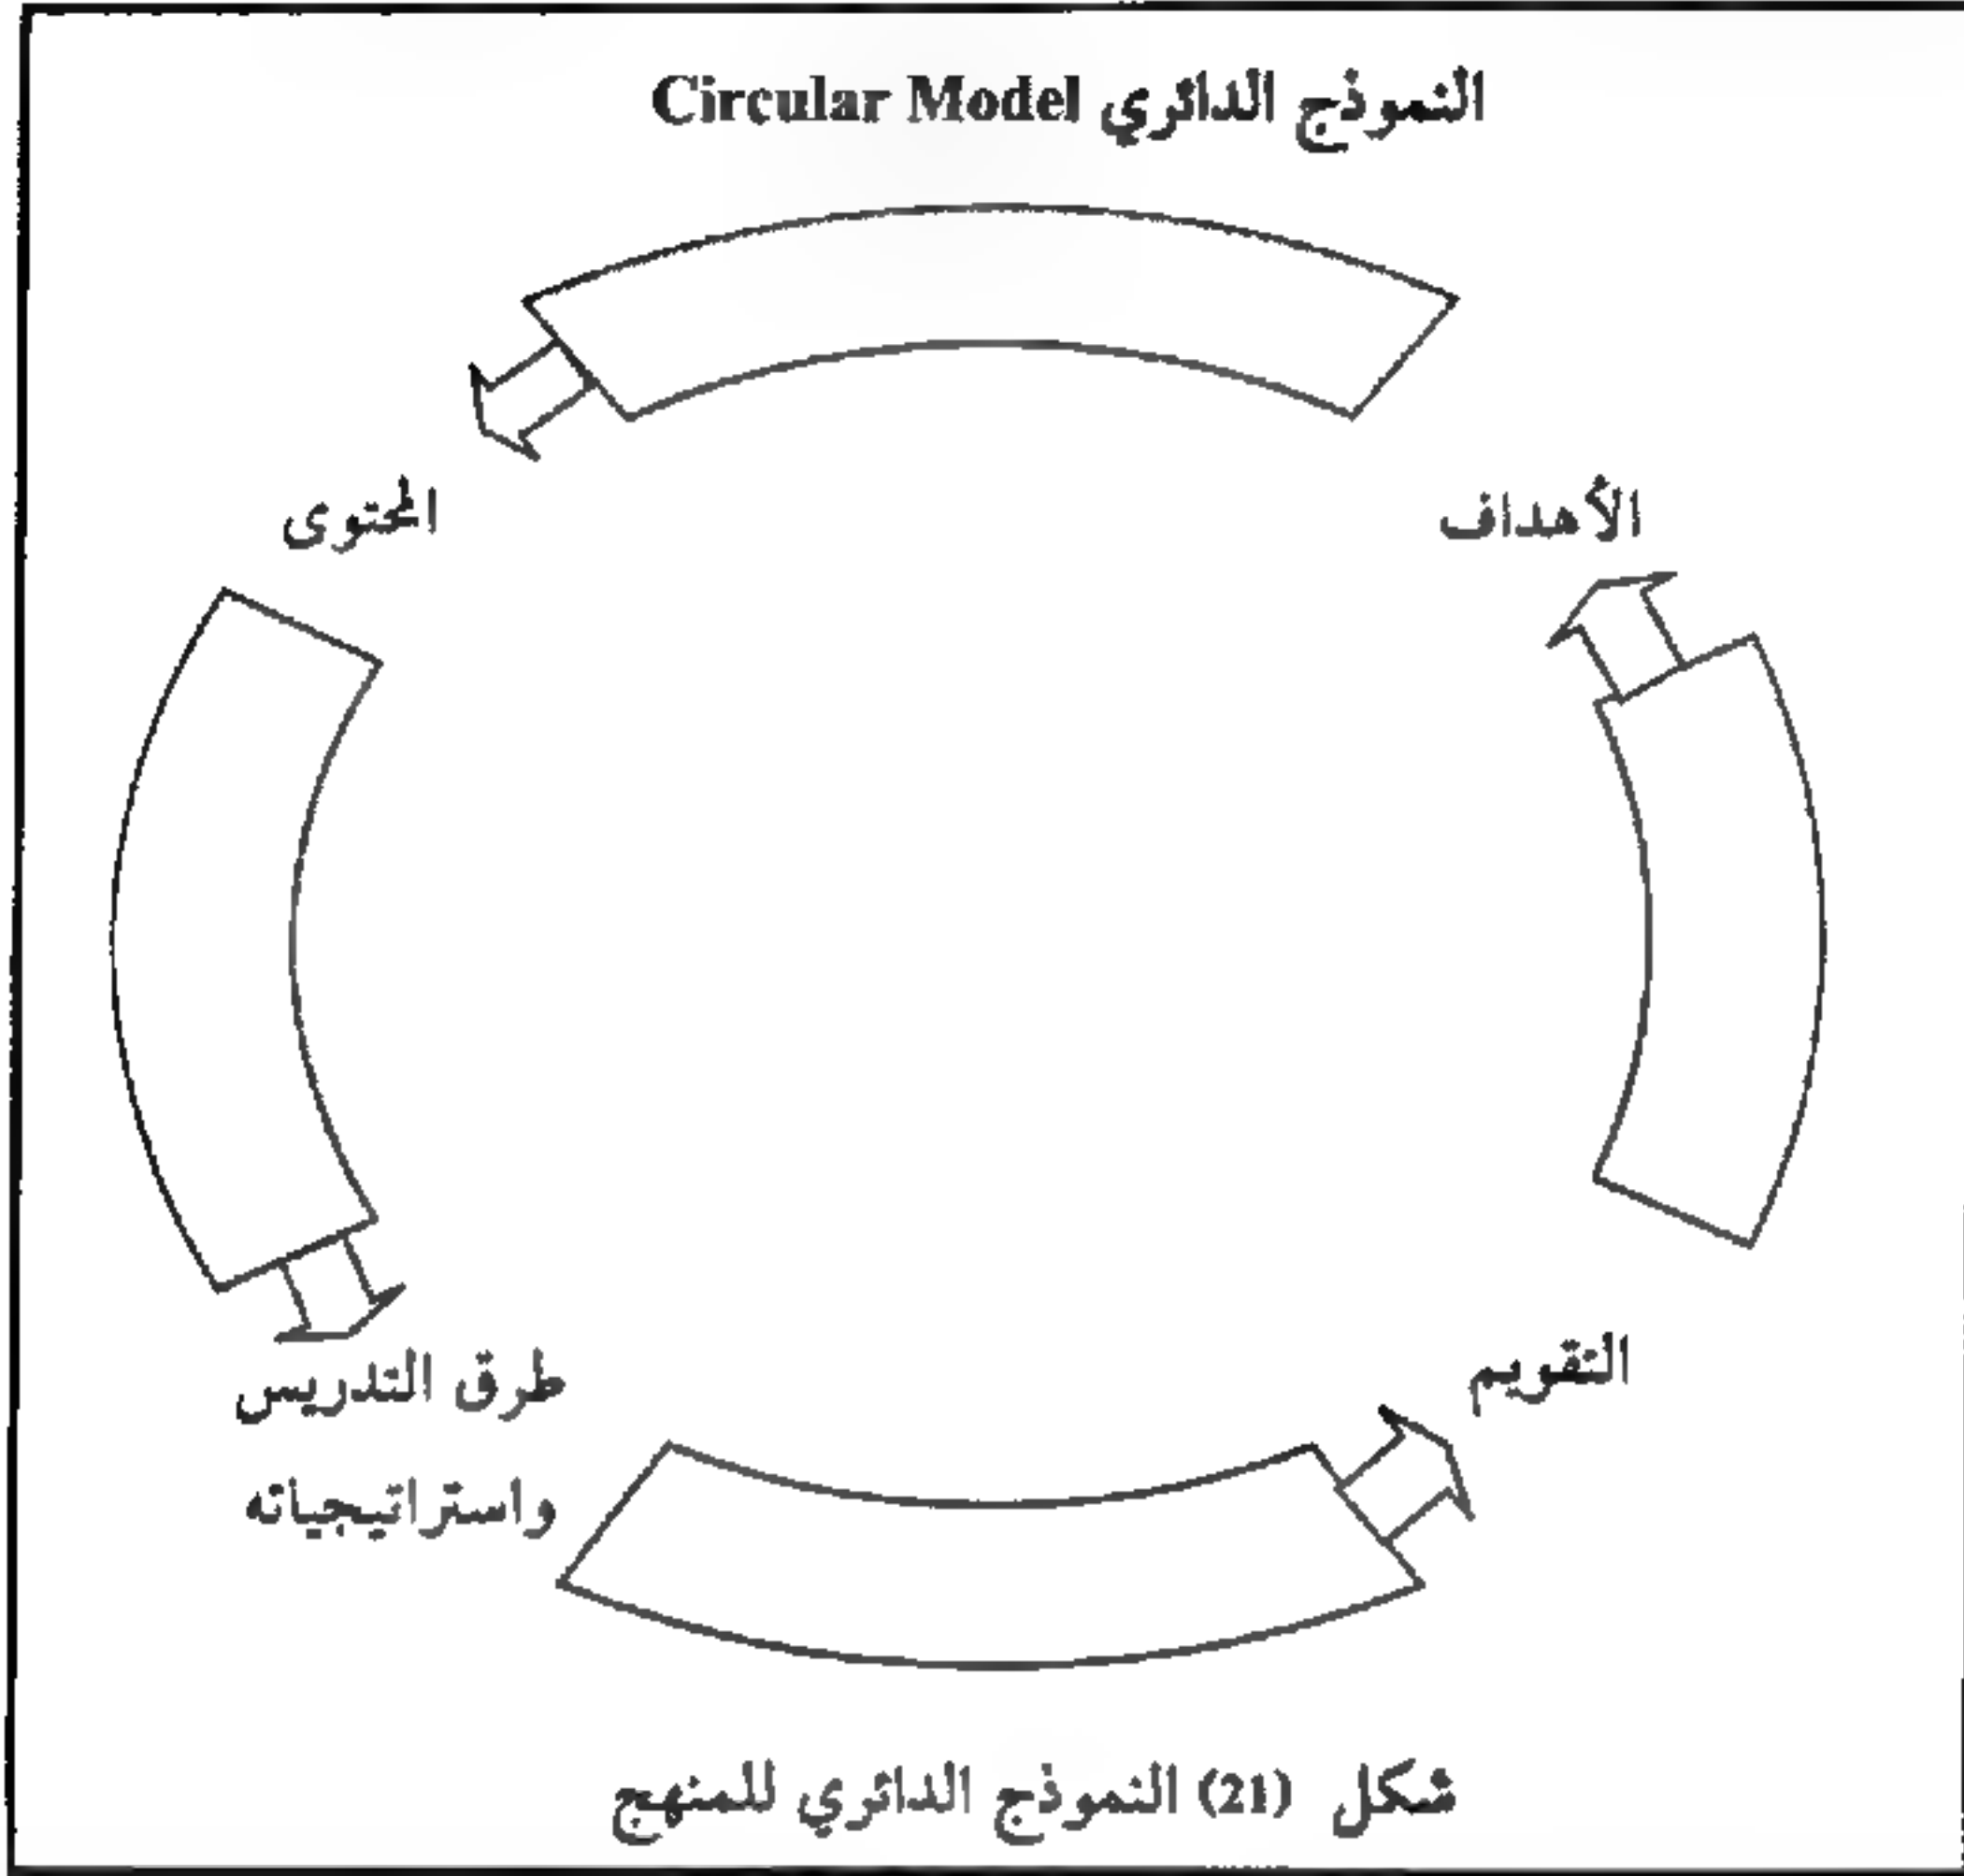 النموذج الدائري Circular Model
الأهداف
المحتوى
طرق التدريس
واستراتيجياته
التقويم
شكل (21) النموذج الدائري للمنهج